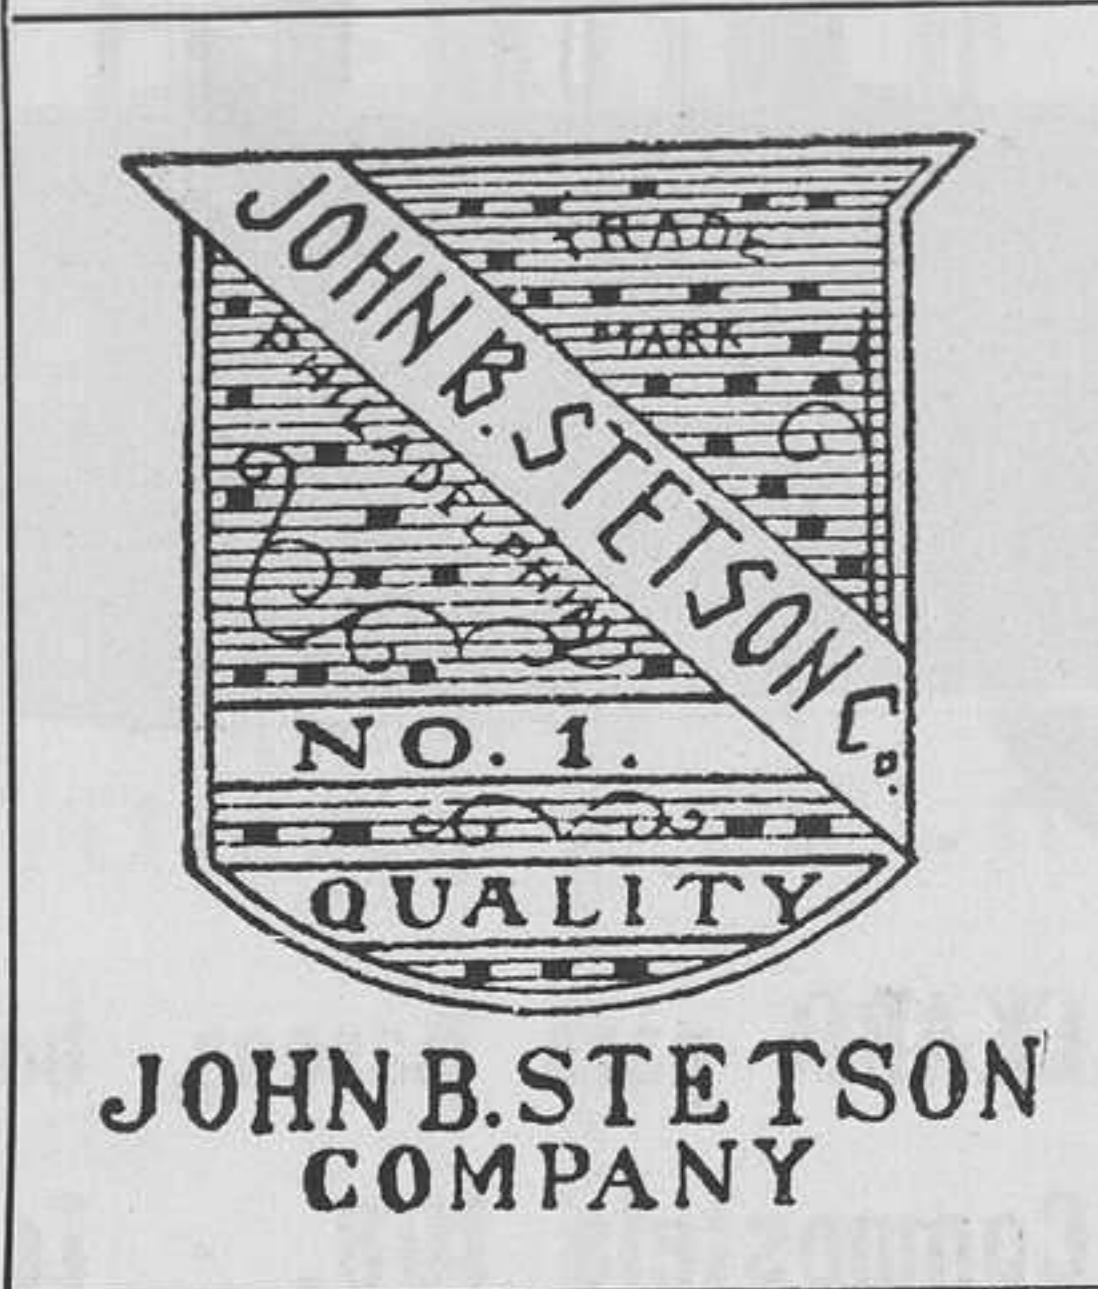 JOHN B. STETSON Co.
TRADE
MARK
PHILADELPHIA
NO. 1.
QUALITY
JOHN B. STETSON
COMPANY